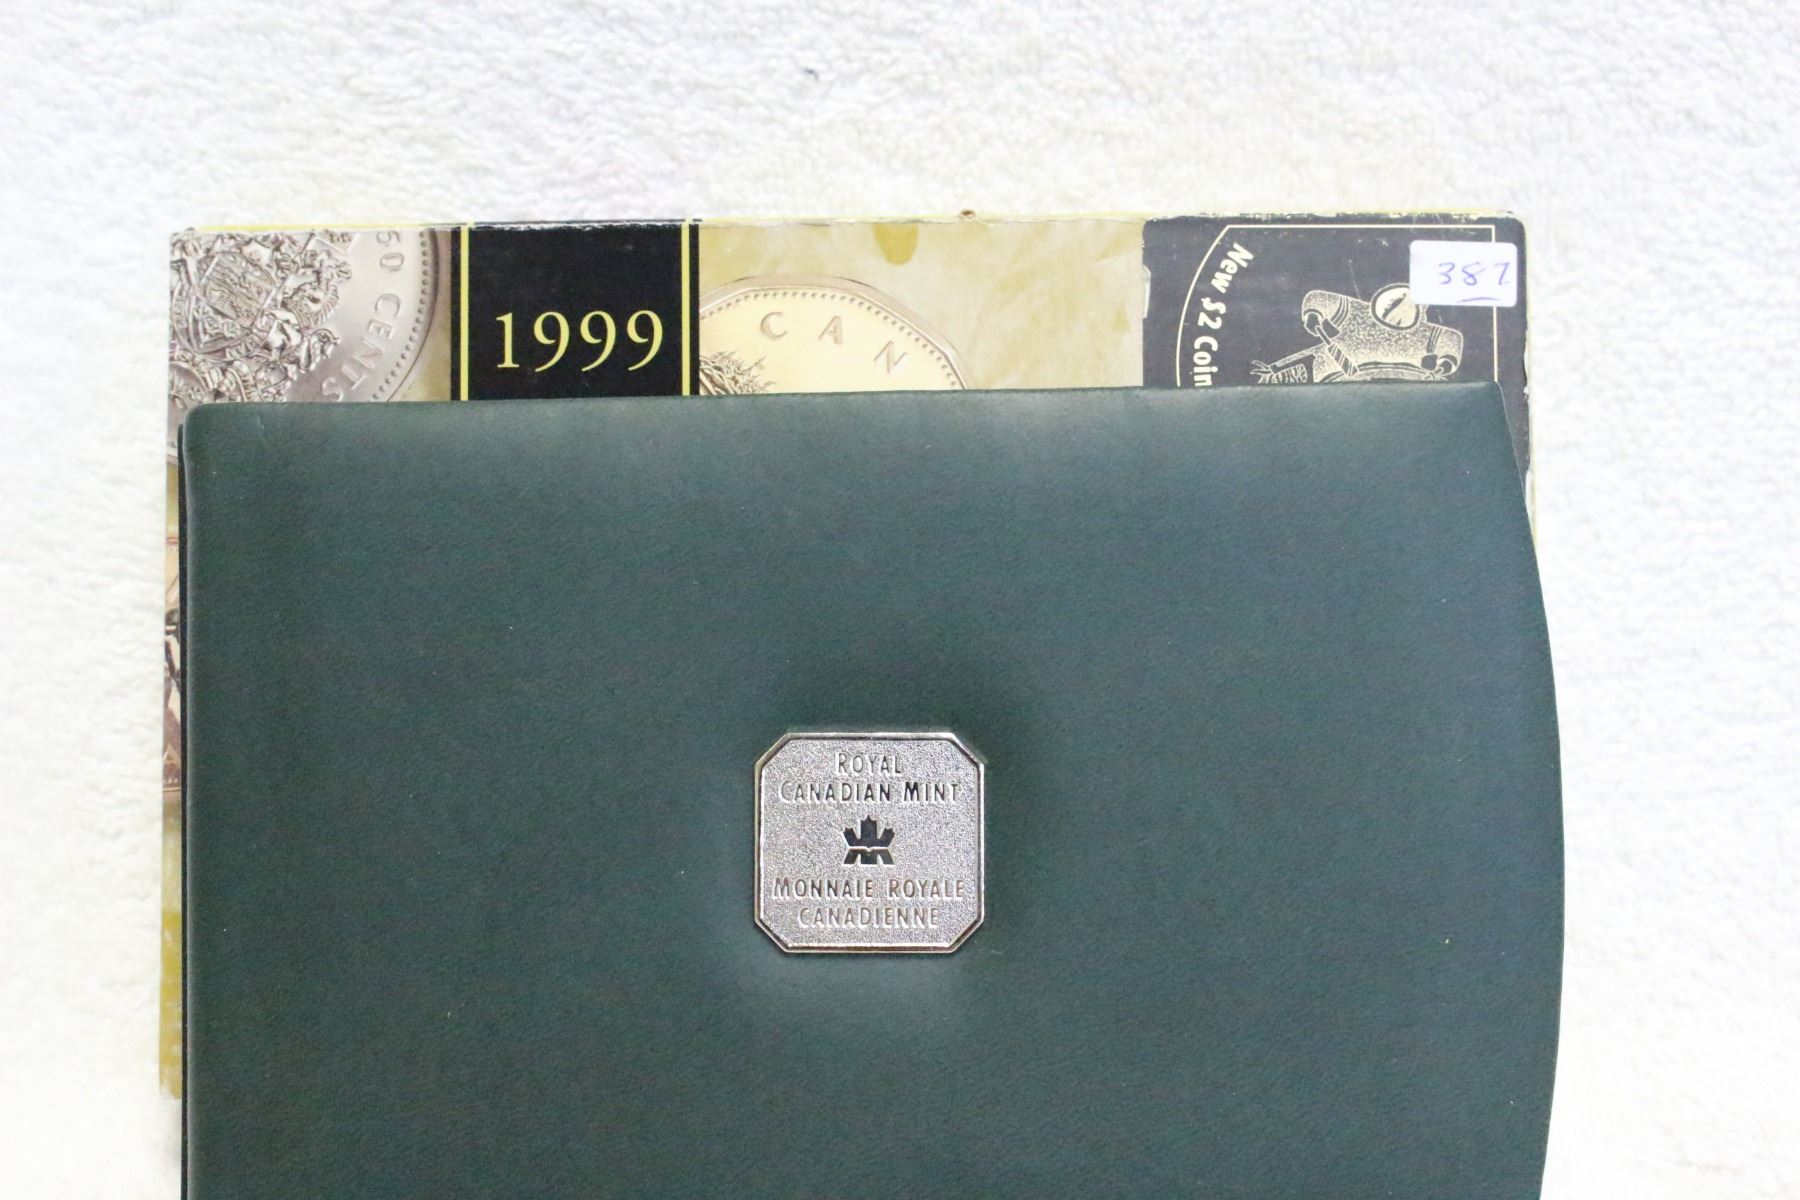 50 CENTS
1999
CAN
New $2 Coin
387
ROYAL
CANADIAN MINT
MONNAIE ROYALE
CANADIENNE